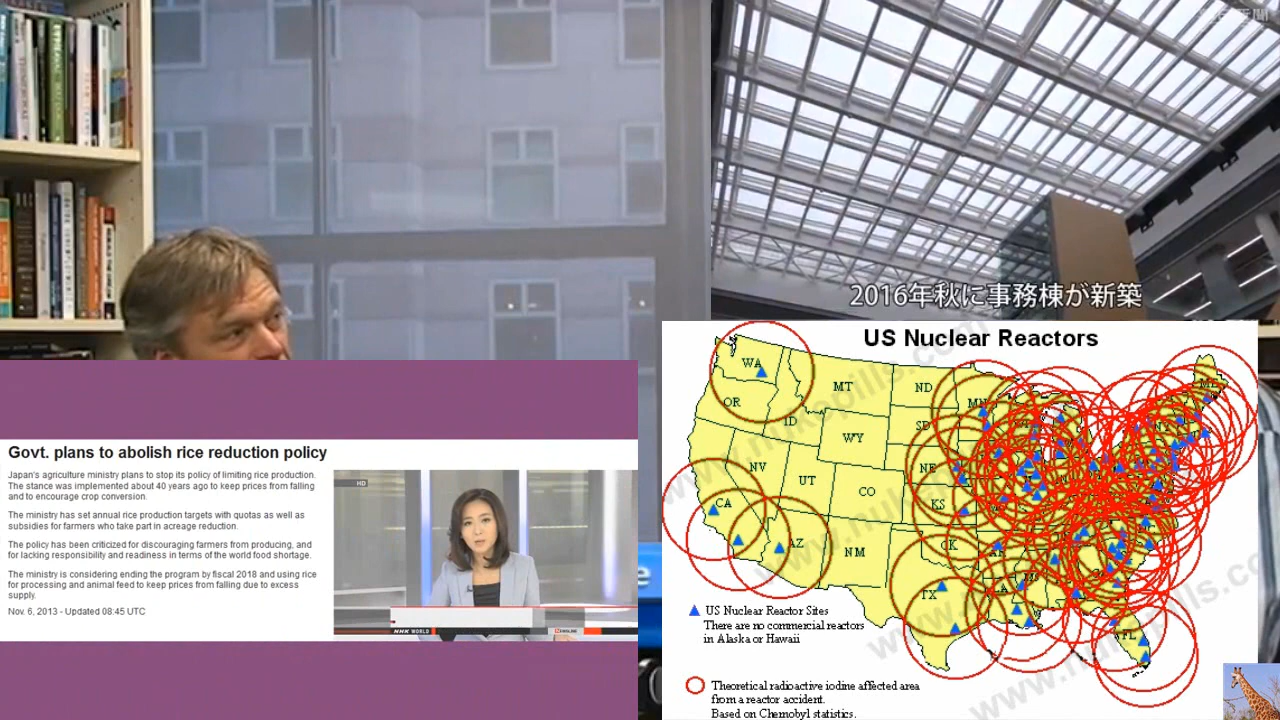 2016年秋に事務棟が新築
Govt. plans to abolish rice reduction policy
Japan's agriculture ministry plans to stop its policy of limiting rice production.
The stance was implemented about 40 years ago to keep prices from falling
and to encourage crop conversion.
The ministry has set annual rice production targets with quotas as well as
subsidies for farmers who take part in acreage reduction.
The policy has been criticized for discouraging farmers from producing, and
for lacking responsibility and readiness in terms of the world food shortage.
The ministry is considering ending the program by fiscal 2018 and using rice
for processing and animal feed to keep prices from falling due to excess
supply.
Nov. 6, 2013 - Updated 08:45 UTC
HD
NHK WORLD
US Nuclear Reactors
WA
MT
ND
OR
ID
MN
SD
WY
NV
NE
UT
CO
KS
CA
AZ
NM
OK
TX
FL
ME
NY
US Nuclear Reactor Sites
There are no commercial reactors
in Alaska or Hawaii
Theoretical radioactive iodine affected area
from a reactor accident.
Based on Chernobyl statistics.